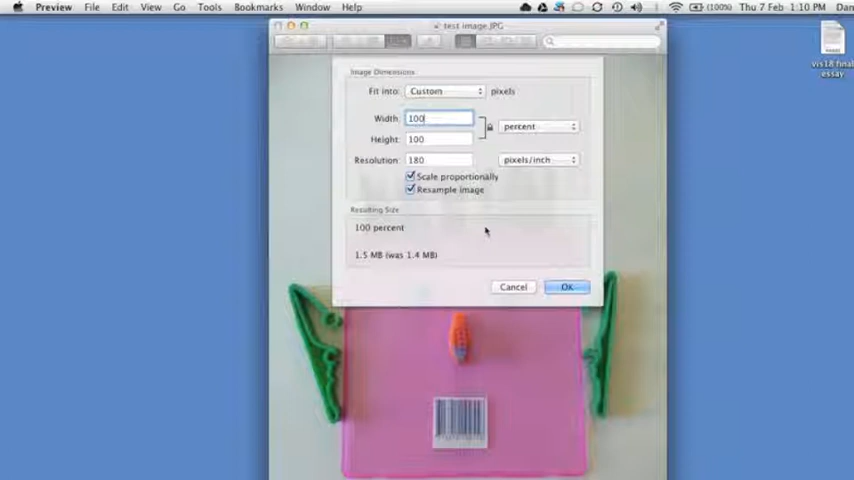 Preview File Edit View Go Tools Bookmarks Window Help (100%) Thu 7 Feb 1:10 PM Dan
test image.JPG
Image Dimensions
Fit into: Custom pixels
Width: 100 percent
Height: 100
Resolution: 180 pixels/inch
Scale proportionally
Resample image
Resulting Size
100 percent
1.5 MB (was 1.4 MB)
Cancel OK
vis18 final
essay